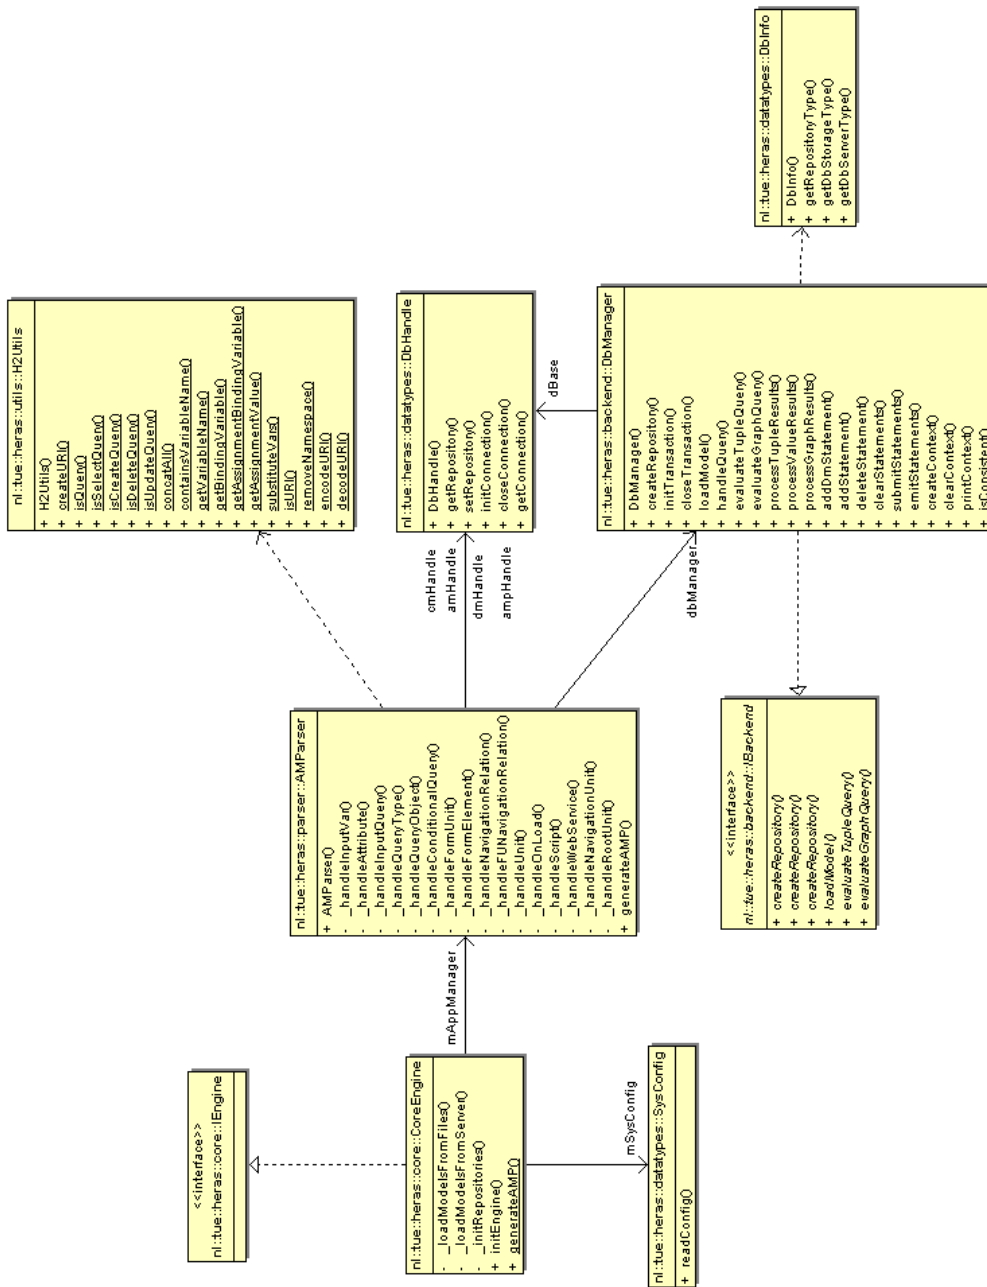 <<interface>>
nl::tue::heras::core::IEngine
nl::tue::heras::core::CoreEngine
- _loadModelsFromFiles()
- _loadModelsFromServer()
- _initRepositories()
+ initEngine()
+ generateAMP()
mSysConfig
nl::tue::heras::datatypes::SysConfig
+ readConfig()
mAppManager
nl::tue::heras::parser::AMParser
+ AMParser()
- _handleInputVar()
- _handleAttribute()
- _handleInputQuery()
- _handleQueryType()
- _handleQueryObject()
- _handleConditionalQuery()
- _handleFormUnit()
- _handleFormElement()
- _handleNavigationRelation()
- _handleFUNavigationRelation()
- _handleUnit()
- _handleOnLoad()
- _handleScript()
- _handleWebService()
- _handleNavigationUnit()
- _handleRootUnit()
+ generateAMP()
<<interface>>
nl::tue::heras::backend::IBackend
+ createRepository()
+ createRepository()
+ createRepository()
+ loadModel()
+ evaluateTupleQuery()
+ evaluateGraphQuery()
nl::tue::heras::utils::H2Utils
+ H2Utils()
+ createURI()
+ isQuery()
+ isSelectQuery()
+ isCreateQuery()
+ isDeleteQuery()
+ isUpdateQuery()
+ concatAll()
+ containsVariableName()
+ getVariableName()
+ getBindingVariable()
+ getAssignmentBindingVariable()
+ getAssignmentValue()
+ substituteVars()
+ isURI()
+ removeNamespace()
+ encodeURI()
+ decodeURI()
cmHandle
amHandle
dmHandle
ampHandle
dbManager
nl::tue::heras::datatypes::DbHandle
+ DbHandle()
+ getRepository()
+ setRepository()
+ initConnection()
+ closeConnection()
+ getConnection()
dBase
nl::tue::heras::backend::DbManager
+ DbManager()
+ createRepository()
+ initTransaction()
+ closeTransaction()
+ loadModel()
+ handleQuery()
+ evaluateTupleQuery()
+ evaluateGraphQuery()
+ processTupleResults()
+ processValueResults()
+ processGraphResults()
+ addDmStatement()
+ addStatement()
+ deleteStatement()
+ clearStatements()
+ submitStatements()
+ emitStatements()
+ createContext()
+ clearContext()
+ printContext()
+ isConsistent()
nl::tue::heras::datatypes::DbInfo
+ DbInfo()
+ getRepositoryType()
+ getDbStorageType()
+ getDbServerType()